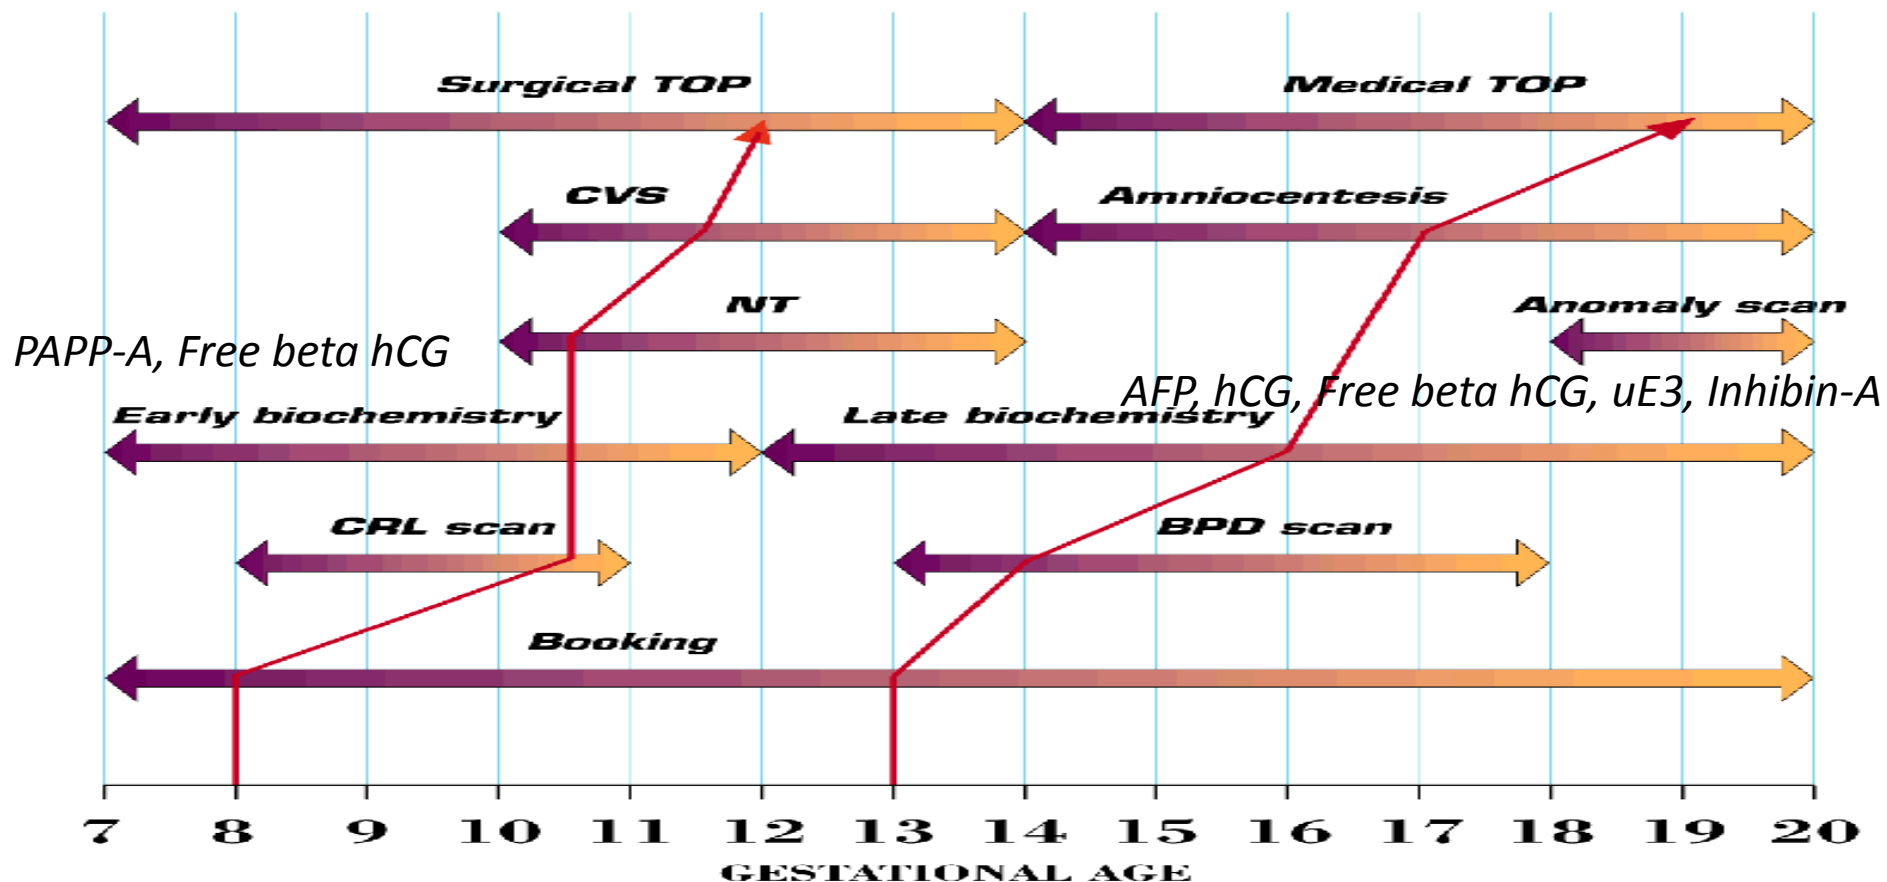 Surgical TOP
Medical TOP
CVS
Amniocentesis
NT
Anomaly scan
PAPP-A, Free beta hCG
AFP, hCG, Free beta hCG, uE3, Inhibin-A
Early biochemistry
Late biochemistry
CRL scan
BPD scan
Booking
7 8 9 10 11 12 13 14 15 16 17 18 19 20
GESTATIONAL AGE